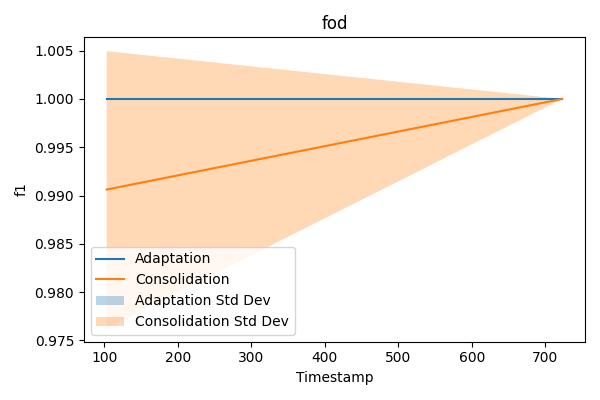 fod
1.005
1.000
0.995
0.990
0.985
0.980
0.975
f1
Adaptation
Consolidation
Adaptation Std Dev
Consolidation Std Dev
100 200 300 400 500 600 700
Timestamp